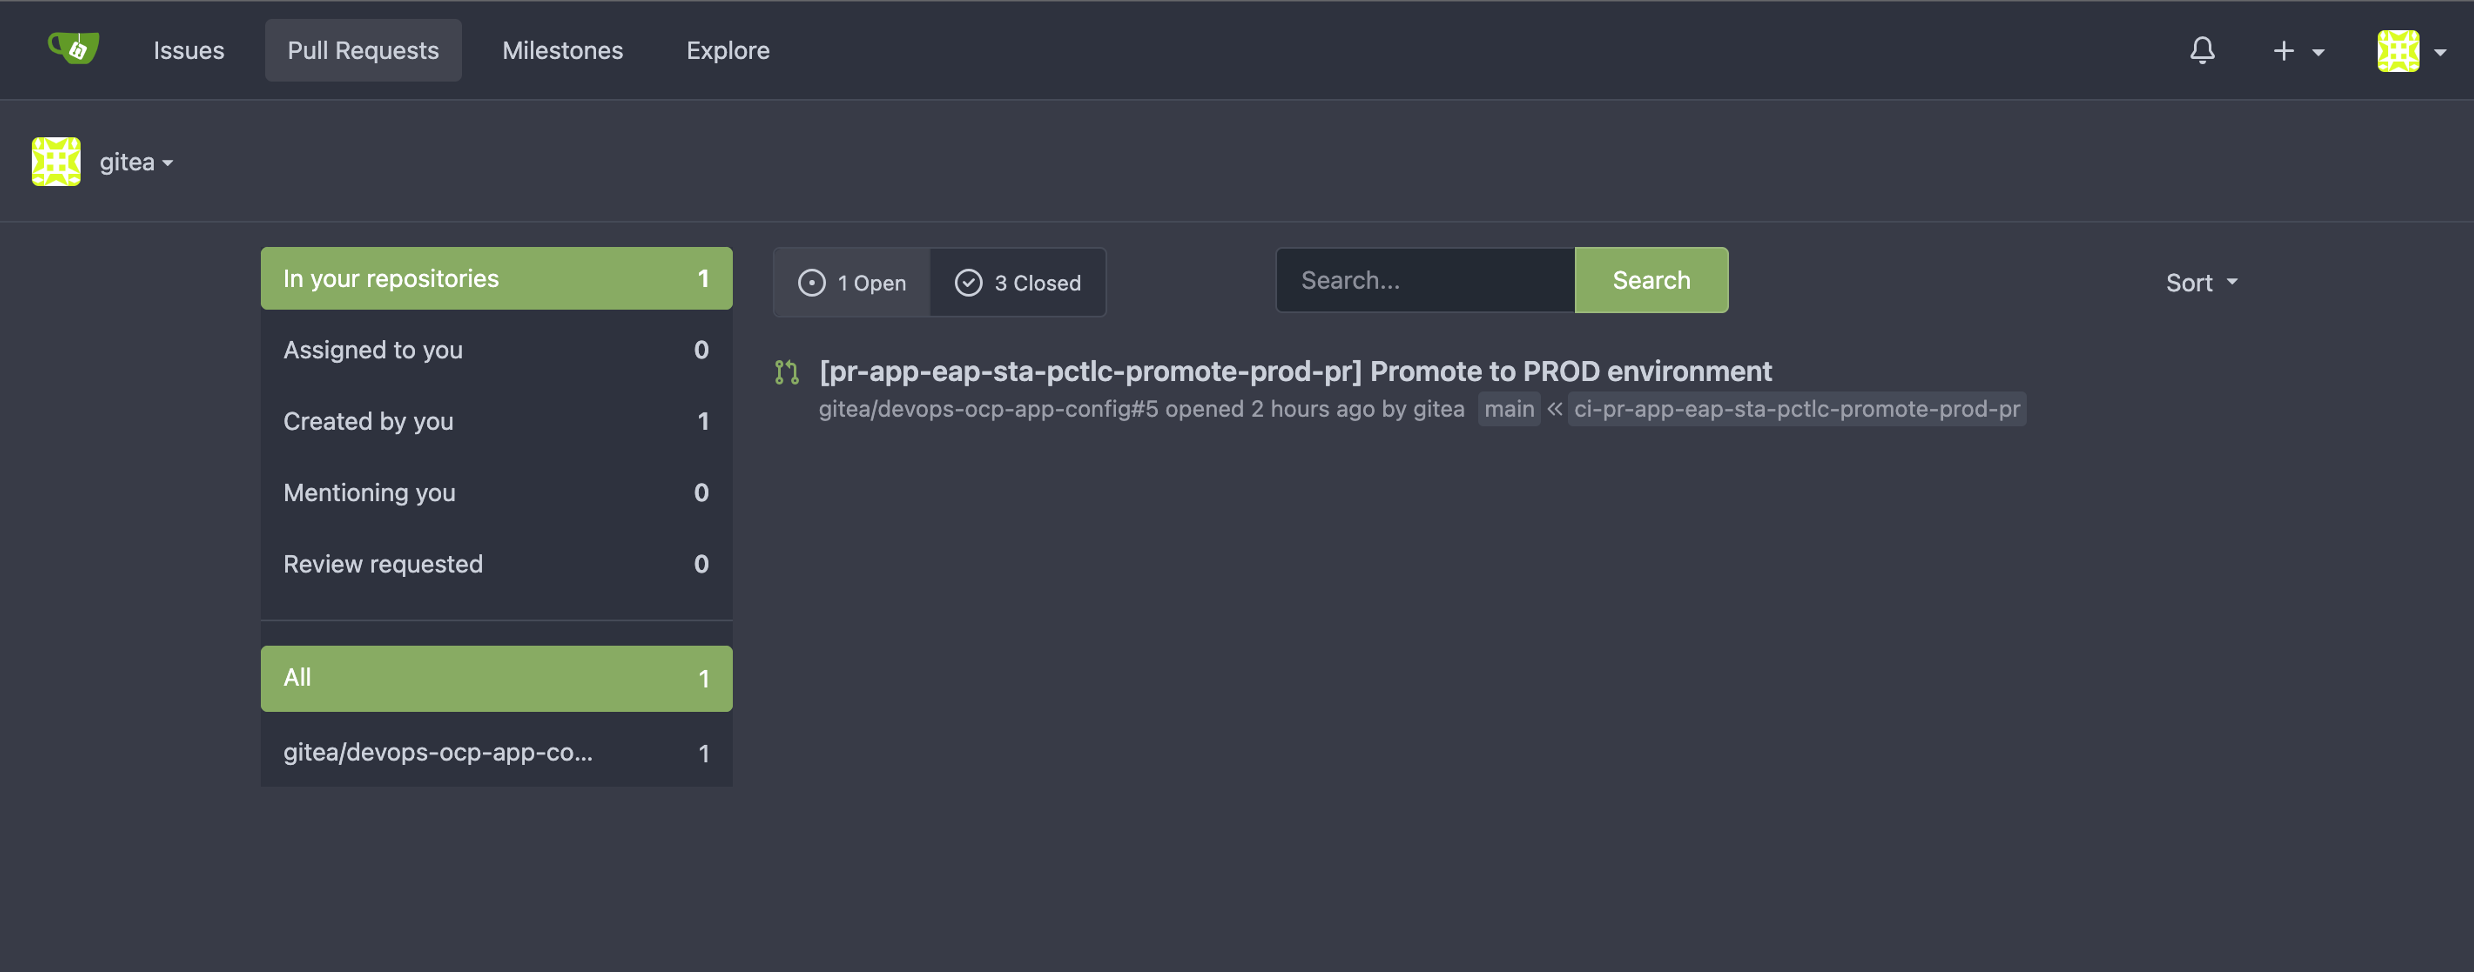 Issues
Pull Requests
Milestones
Explore
gitea
In your repositories 1
Assigned to you 0
Created by you 1
Mentioning you 0
Review requested 0
All 1
gitea/devops-ocp-app-co... 1
1 Open
3 Closed
Search...
Search
Sort
[pr-app-eap-sta-pctlc-promote-prod-pr] Promote to PROD environment
gitea/devops-ocp-app-config#5 opened 2 hours ago by gitea main « ci-pr-app-eap-sta-pctlc-promote-prod-pr